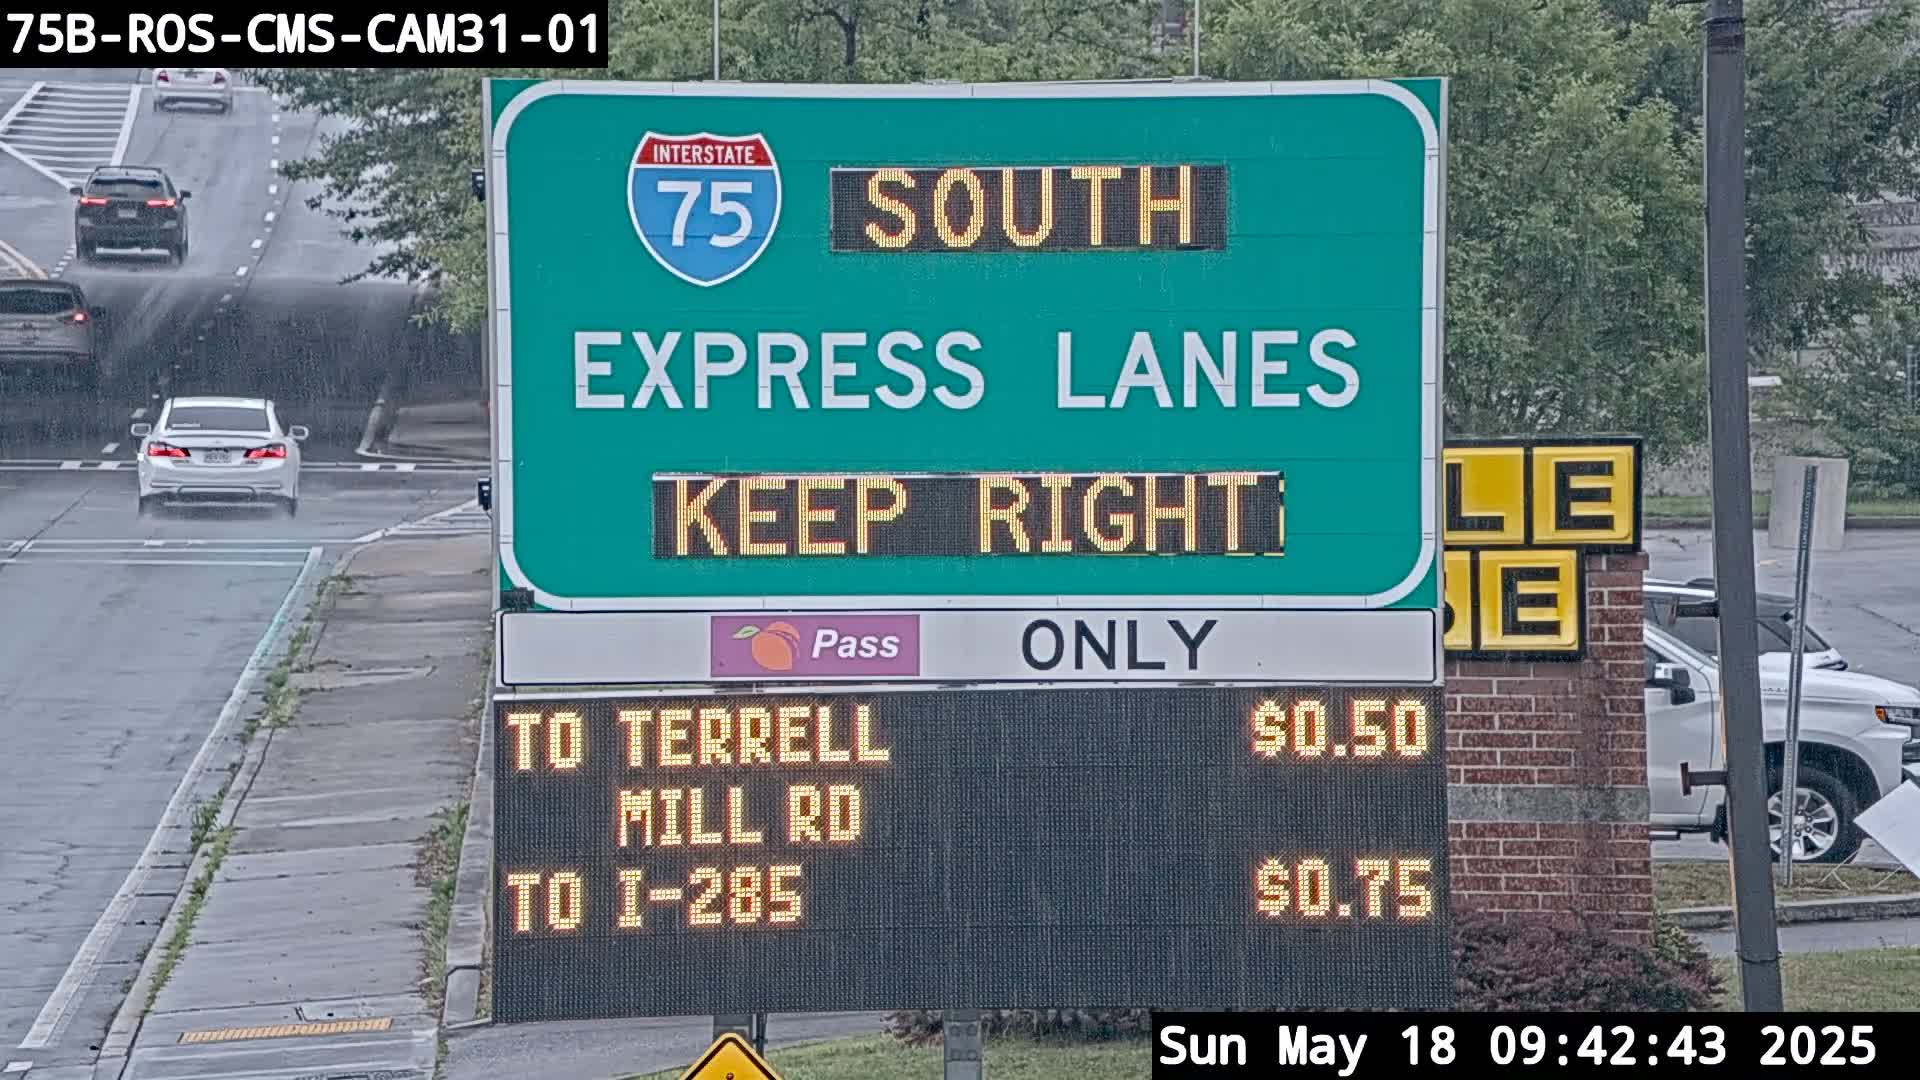 75B-ROS-CMS-CAM31-01
INTERSTATE
75
SOUTH
EXPRESS LANES
KEEP RIGHT
Pass ONLY
TO TERRELL $0.50
MILL RD
TO I-285 $0.75
LE
E
Sun May 18 09:42:43 2025